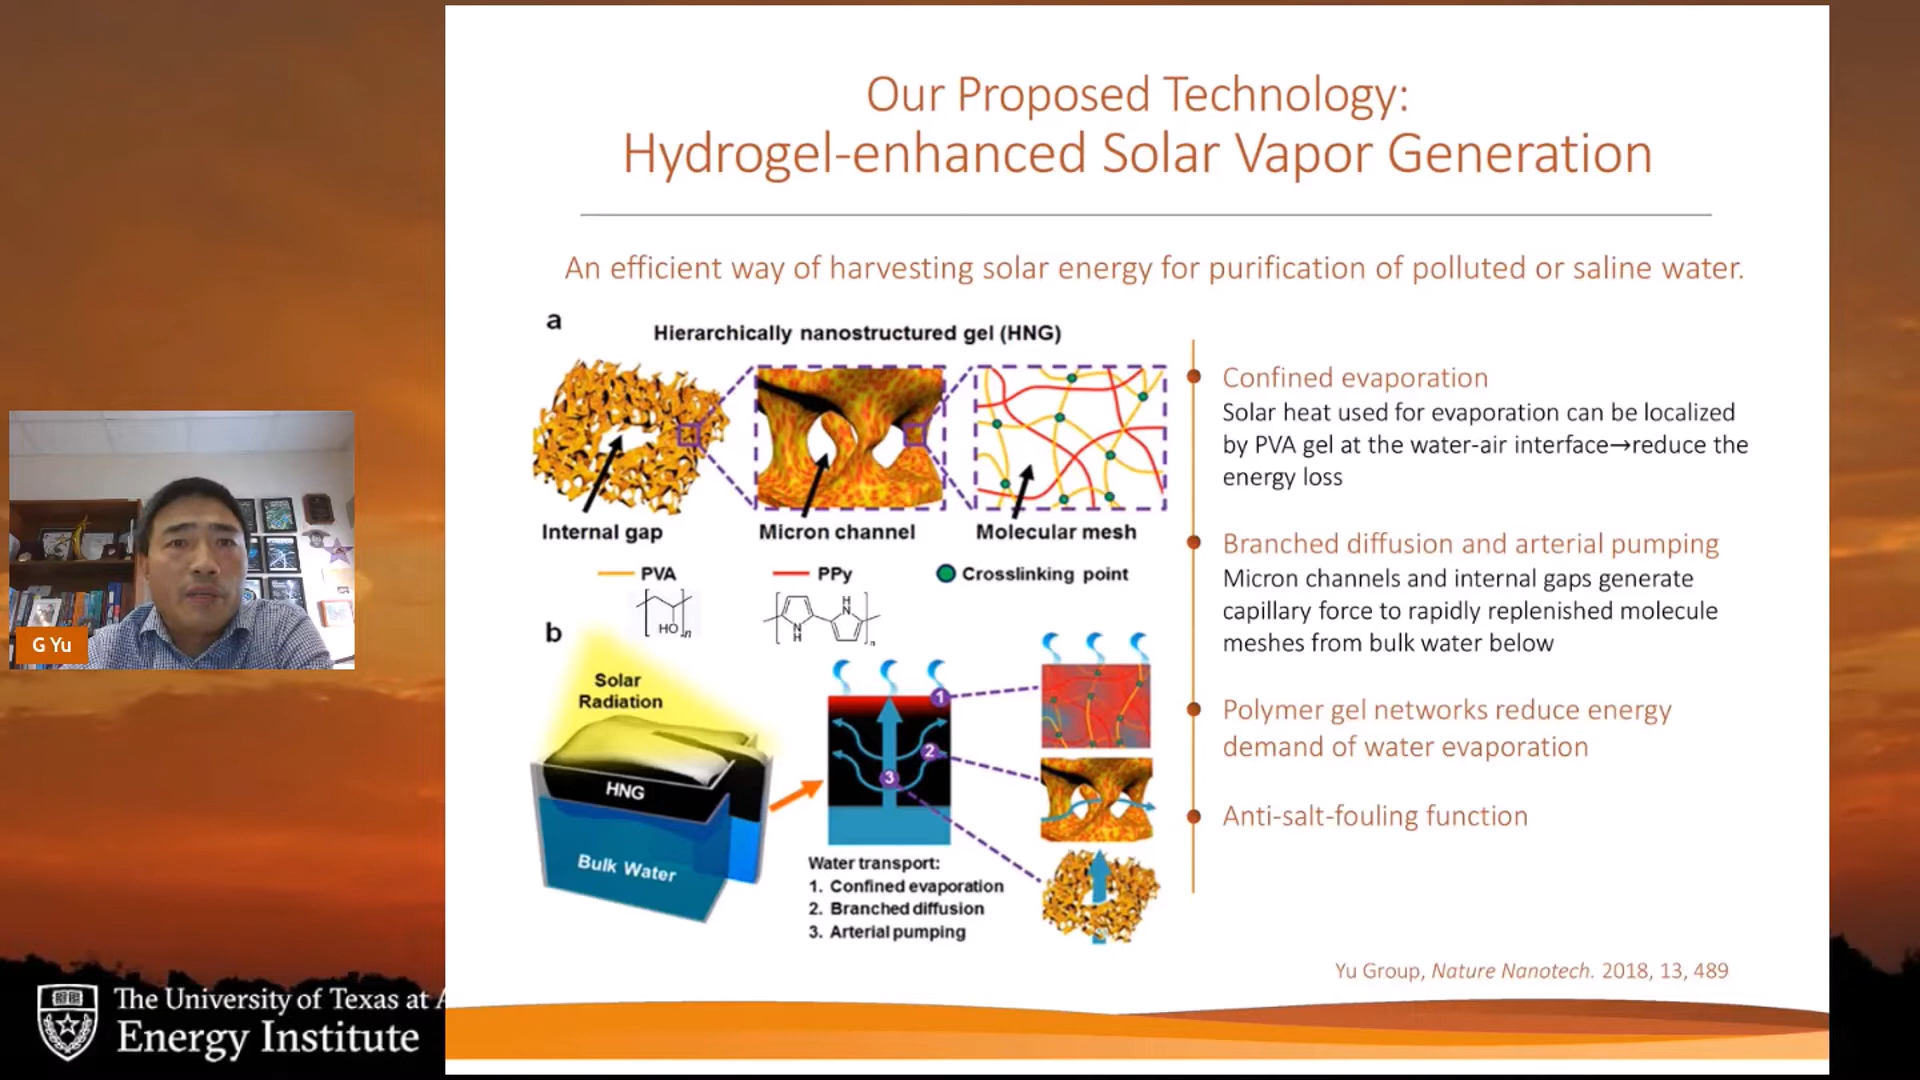 Our Proposed Technology:
Hydrogel-enhanced Solar Vapor Generation
An efficient way of harvesting solar energy for purification of polluted or saline water.
a
Hierarchically nanostructured gel (HNG)
Internal gap
Micron channel
Molecular mesh
PVA
PPy
Crosslinking point
HO
n
H
N
N
H
n
b
Solar
Radiation
HNG
Bulk Water
1
2
3
Water transport:
1. Confined evaporation
2. Branched diffusion
3. Arterial pumping
Confined evaporation
Solar heat used for evaporation can be localized
by PVA gel at the water-air interface→reduce the
energy loss
Branched diffusion and arterial pumping
Micron channels and internal gaps generate
capillary force to rapidly replenished molecule
meshes from bulk water below
Polymer gel networks reduce energy
demand of water evaporation
Anti-salt-fouling function
Yu Group, Nature Nanotech. 2018, 13, 489
G Yu
The University of Texas at A
Energy Institute